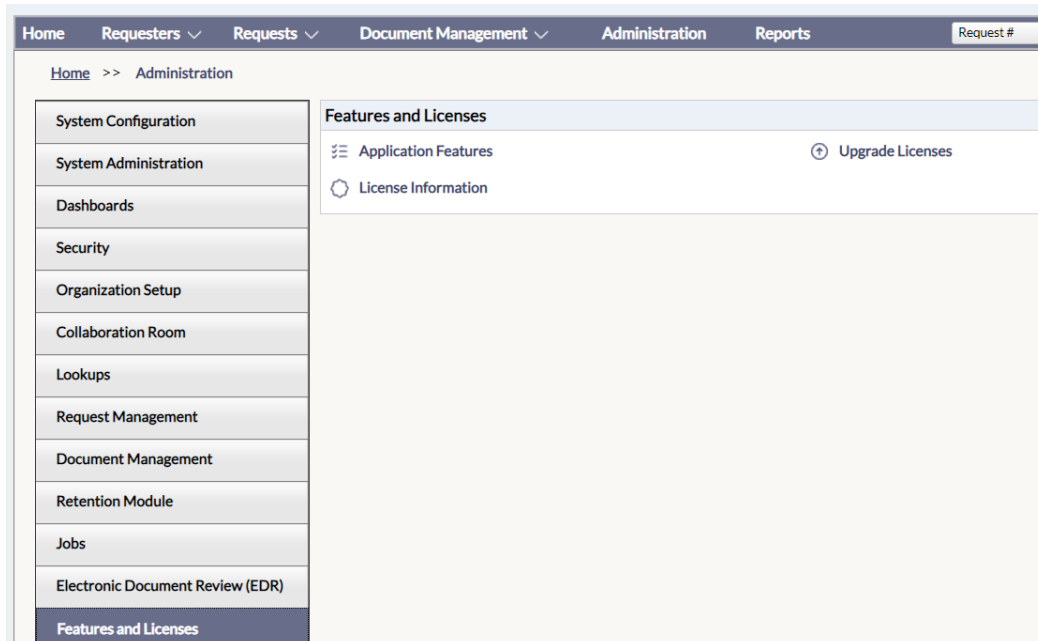 Home Requesters Requests Document Management Administration Reports Request #
Home >> Administration
System Configuration
System Administration
Dashboards
Security
Organization Setup
Collaboration Room
Lookups
Request Management
Document Management
Retention Module
Jobs
Electronic Document Review (EDR)
Features and Licenses
Features and Licenses
Application Features Upgrade Licenses
License Information